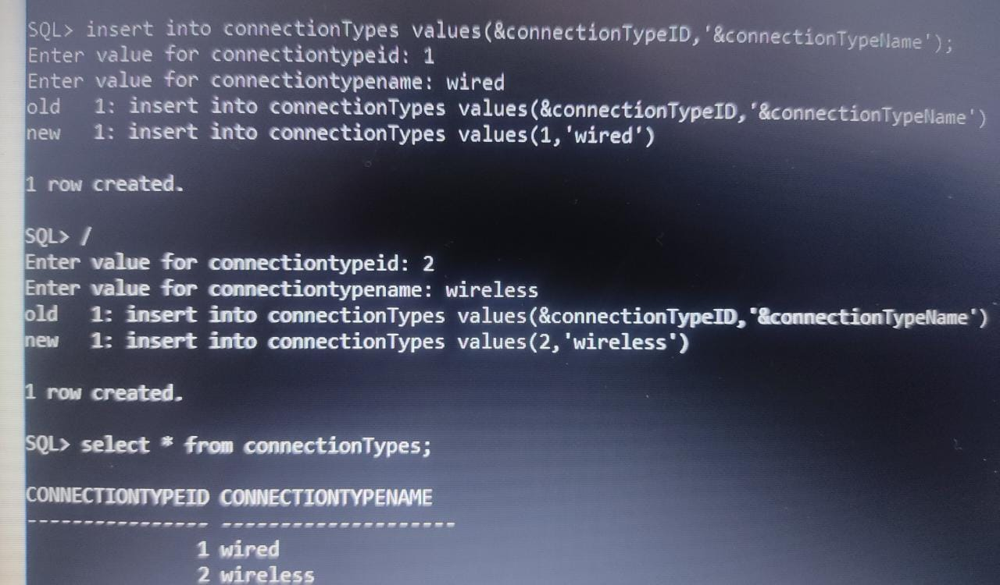 SQL> insert into connectionTypes values(&connectionTypeID,'&connectionTypeName');
Enter value for connectiontypeid: 1
Enter value for connectiontypename: wired
old   1: insert into connectionTypes values(&connectionTypeID,'&connectionTypeName')
new   1: insert into connectionTypes values(1,'wired')
1 row created.
SQL> /
Enter value for connectiontypeid: 2
Enter value for connectiontypename: wireless
old   1: insert into connectionTypes values(&connectionTypeID,'&connectionTypeName')
new   1: insert into connectionTypes values(2,'wireless')
1 row created.
SQL> select * from connectionTypes;
CONNECTIONTYPEID CONNECTIONTYPENAME
---------------- --------------------
1 wired
2 wireless